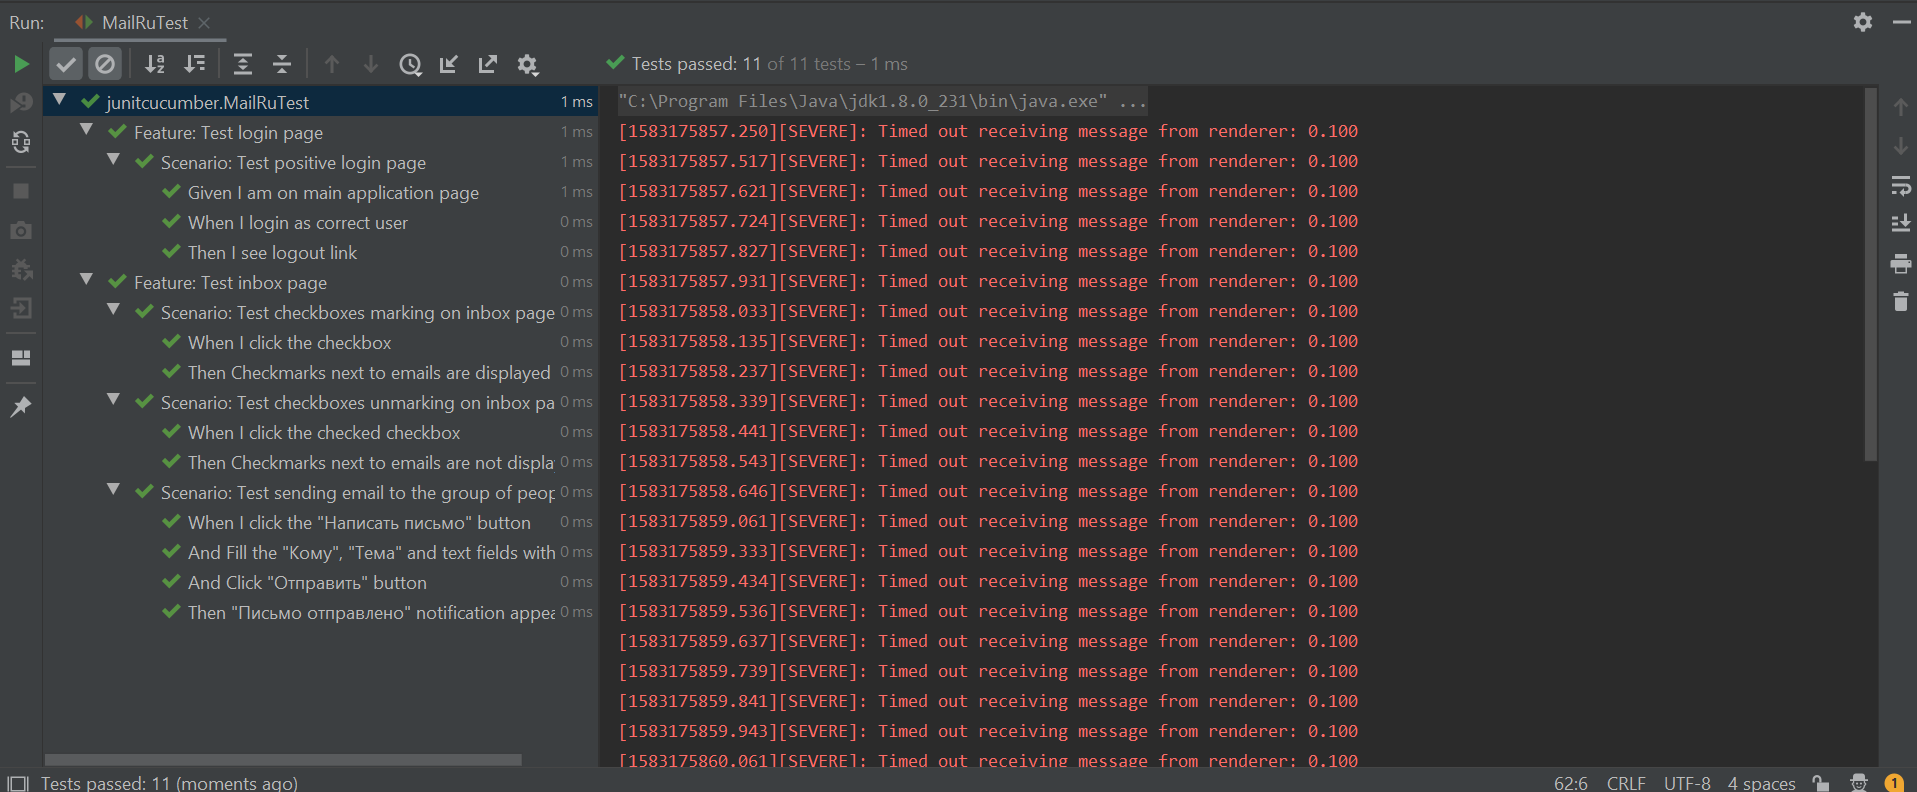 Run: MailRuTest
Tests passed: 11 of 11 tests – 1 ms
junitcucumber.MailRuTest 1 ms
Feature: Test login page 1 ms
Scenario: Test positive login page 1 ms
Given I am on main application page 1 ms
When I login as correct user 0 ms
Then I see logout link 0 ms
Feature: Test inbox page 0 ms
Scenario: Test checkboxes marking on inbox page 0 ms
When I click the checkbox 0 ms
Then Checkmarks next to emails are displayed 0 ms
Scenario: Test checkboxes unmarking on inbox pa 0 ms
When I click the checked checkbox 0 ms
Then Checkmarks next to emails are not displa 0 ms
Scenario: Test sending email to the group of peop 0 ms
When I click the "Написать письмо" button 0 ms
And Fill the "Кому", "Тема" and text fields with 0 ms
And Click "Отправить" button 0 ms
Then "Письмо отправлено" notification appea 0 ms
"C:\Program Files\Java\jdk1.8.0_231\bin\java.exe" ...
[1583175857.250][SEVERE]: Timed out receiving message from renderer: 0.100
[1583175857.517][SEVERE]: Timed out receiving message from renderer: 0.100
[1583175857.621][SEVERE]: Timed out receiving message from renderer: 0.100
[1583175857.724][SEVERE]: Timed out receiving message from renderer: 0.100
[1583175857.827][SEVERE]: Timed out receiving message from renderer: 0.100
[1583175857.931][SEVERE]: Timed out receiving message from renderer: 0.100
[1583175858.033][SEVERE]: Timed out receiving message from renderer: 0.100
[1583175858.135][SEVERE]: Timed out receiving message from renderer: 0.100
[1583175858.237][SEVERE]: Timed out receiving message from renderer: 0.100
[1583175858.339][SEVERE]: Timed out receiving message from renderer: 0.100
[1583175858.441][SEVERE]: Timed out receiving message from renderer: 0.100
[1583175858.543][SEVERE]: Timed out receiving message from renderer: 0.100
[1583175858.646][SEVERE]: Timed out receiving message from renderer: 0.100
[1583175859.061][SEVERE]: Timed out receiving message from renderer: 0.100
[1583175859.333][SEVERE]: Timed out receiving message from renderer: 0.100
[1583175859.434][SEVERE]: Timed out receiving message from renderer: 0.100
[1583175859.536][SEVERE]: Timed out receiving message from renderer: 0.100
[1583175859.637][SEVERE]: Timed out receiving message from renderer: 0.100
[1583175859.739][SEVERE]: Timed out receiving message from renderer: 0.100
[1583175859.841][SEVERE]: Timed out receiving message from renderer: 0.100
[1583175859.943][SEVERE]: Timed out receiving message from renderer: 0.100
[1583175860.061][SEVERE]: Timed out receiving message from renderer: 0.100
Tests passed: 11 (moments ago) 62:6 CRLF UTF-8 4 spaces 1